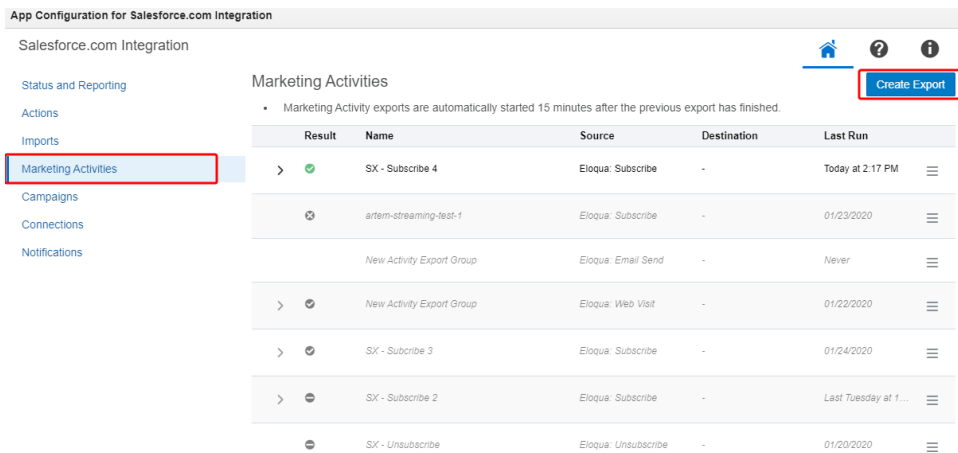 App Configuration for Salesforce.com Integration
Salesforce.com Integration
Status and Reporting
Actions
Imports
Marketing Activities
Campaigns
Connections
Notifications
Marketing Activities
Create Export
• Marketing Activity exports are automatically started 15 minutes after the previous export has finished.
Result Name Source Destination Last Run
SX - Subscribe 4 Eloqua: Subscribe - Today at 2:17 PM
artem-streaming-test-1 Eloqua: Subscribe - 01/23/2020
New Activity Export Group Eloqua: Email Send - Never
New Activity Export Group Eloqua: Web Visit - 01/22/2020
SX - Subcribe 3 Eloqua: Subscribe - 01/24/2020
SX - Subscribe 2 Eloqua: Subscribe - Last Tuesday at 1...
SX - Unsubscribe Eloqua: Unsubscribe - 01/20/2020